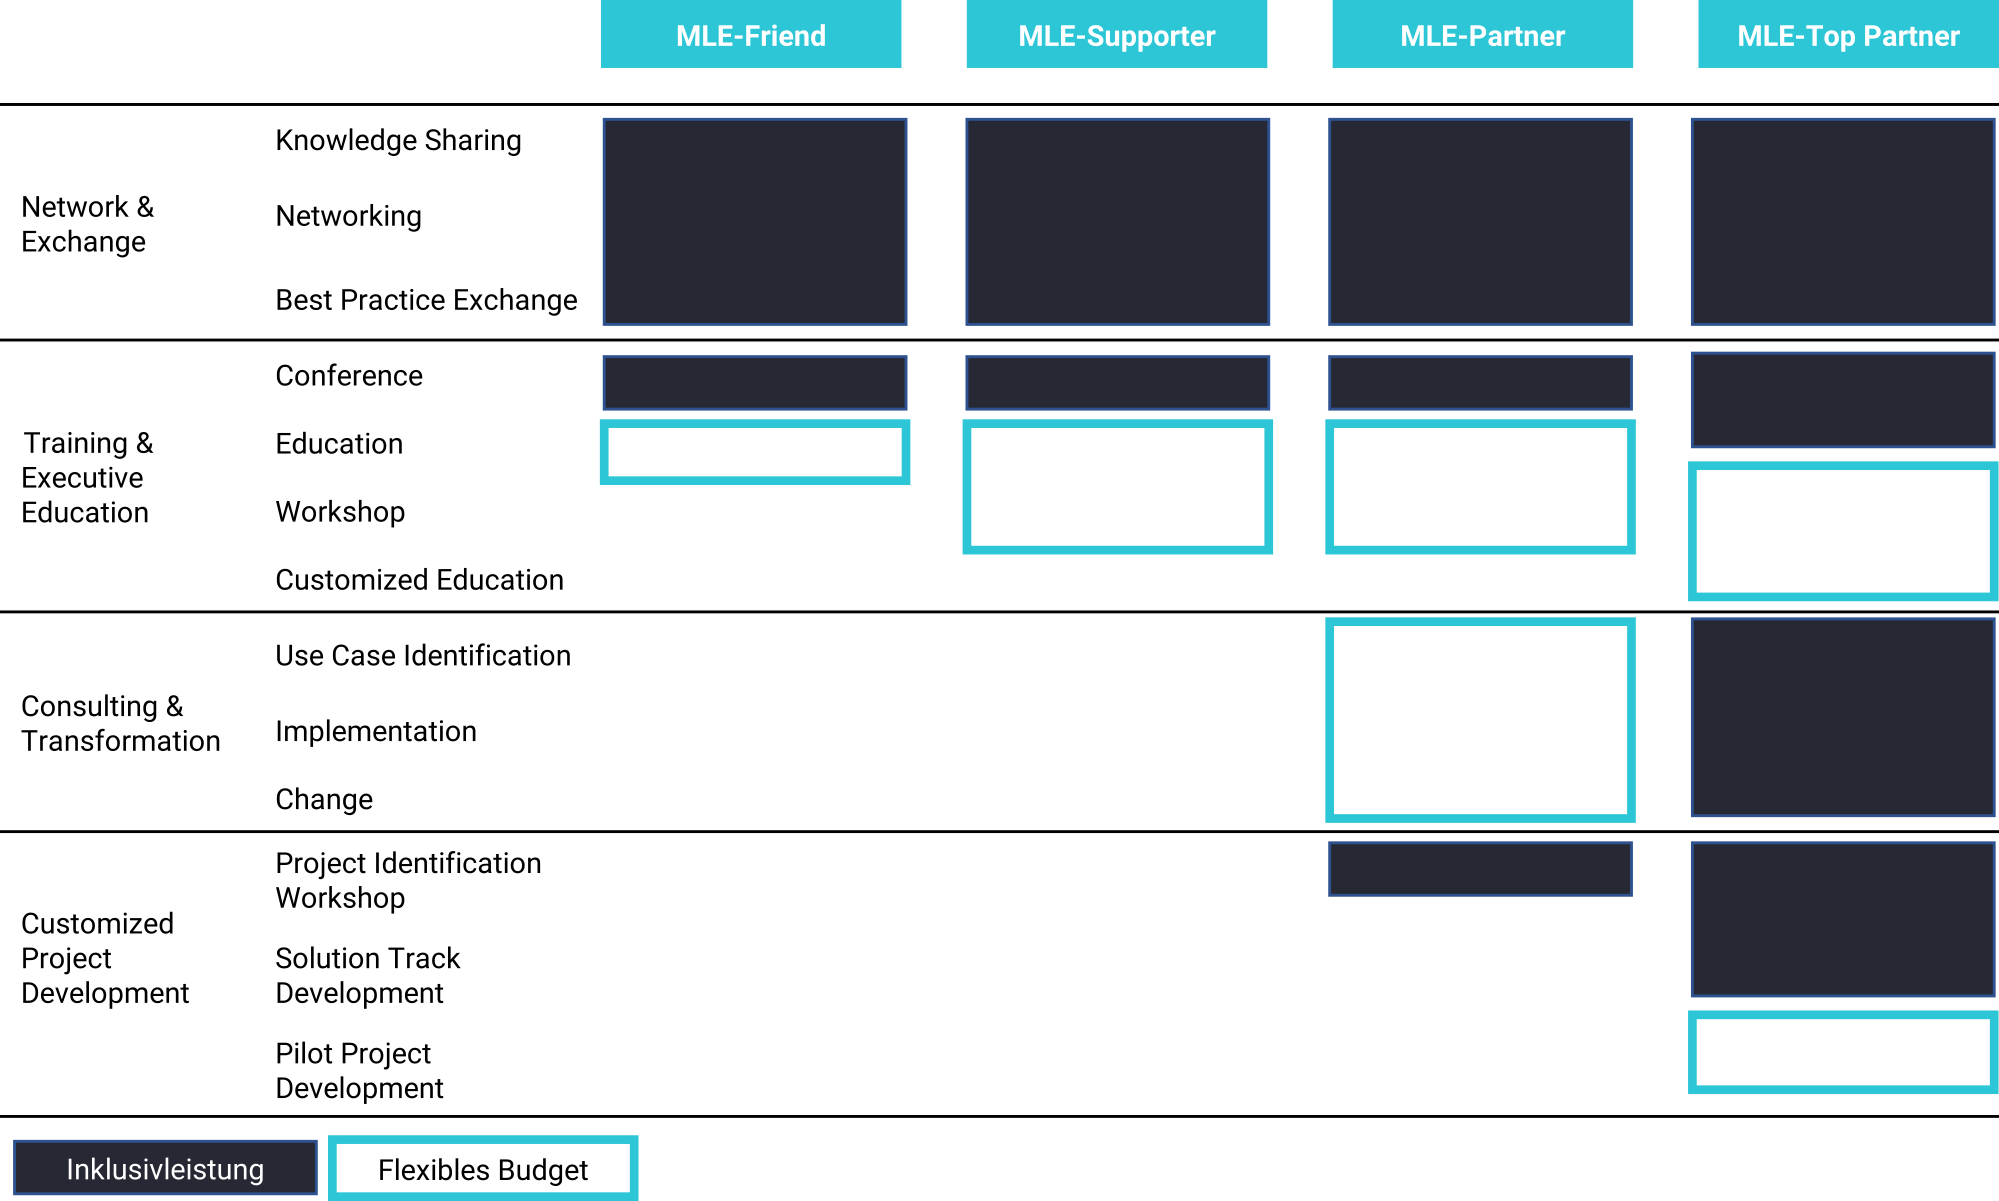 MLE-Friend
MLE-Supporter
MLE-Partner
MLE-Top Partner
Network &
Exchange
Knowledge Sharing
Networking
Best Practice Exchange
Training &
Executive
Education
Conference
Education
Workshop
Customized Education
Consulting &
Transformation
Use Case Identification
Implementation
Change
Customized
Project
Development
Project Identification
Workshop
Solution Track
Development
Pilot Project
Development
Inklusivleistung
Flexibles Budget